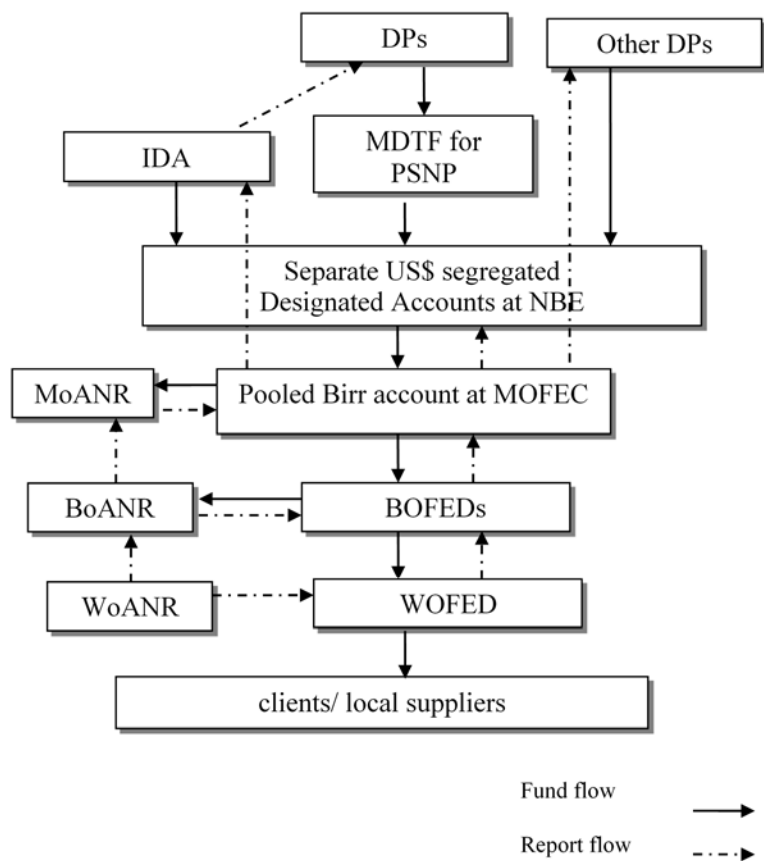 DPs
Other DPs
IDA
MDTF for
PSNP
Separate US$ segregated
Designated Accounts at NBE
MoANR
Pooled Birr account at MOFEC
BoANR
BOFEDs
WoANR
WOFED
clients/ local suppliers
Fund flow
Report flow